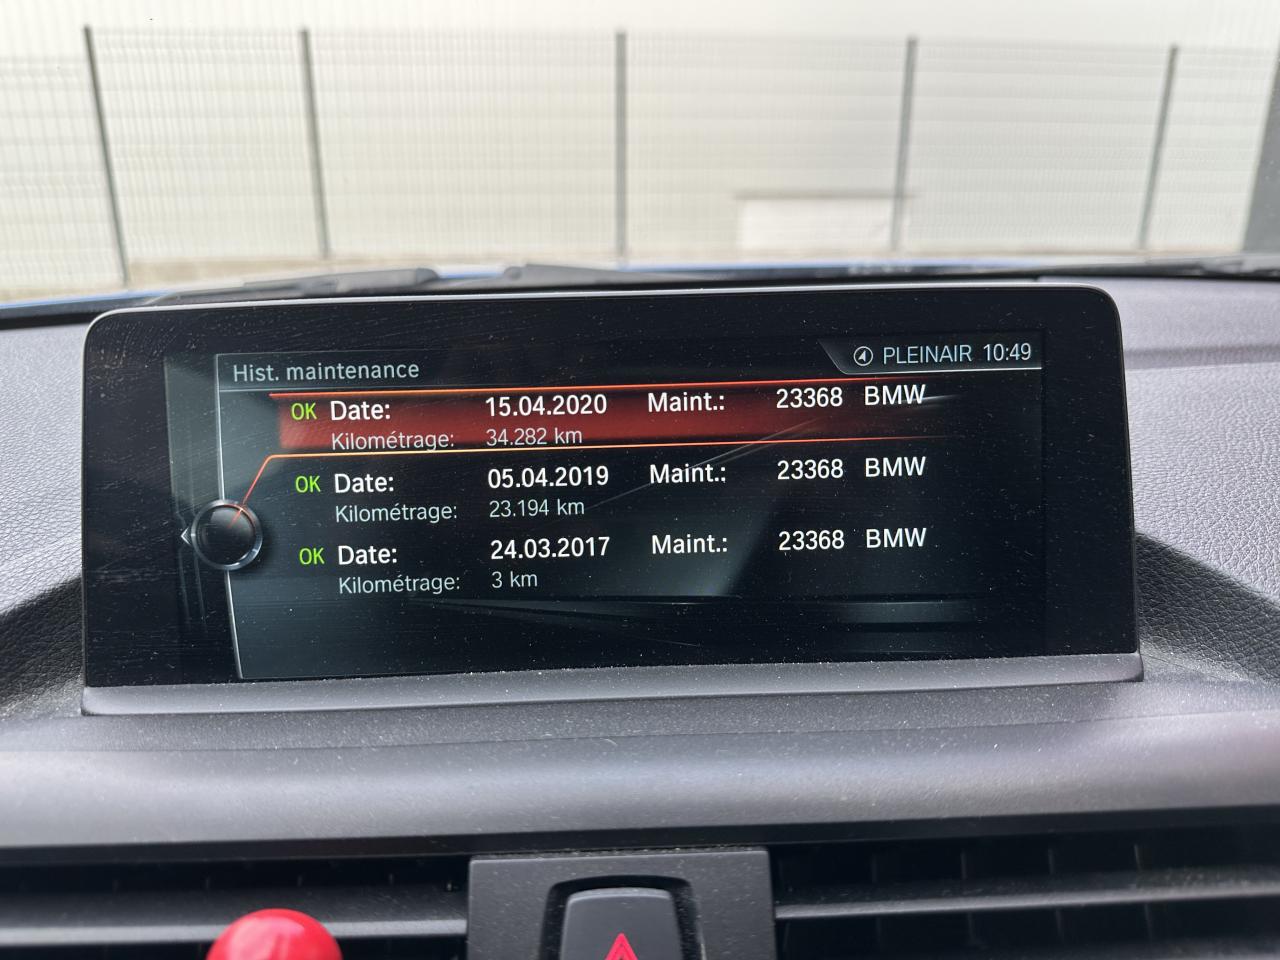 PLEINAIR 10:49
Hist. maintenance
OK Date: 15.04.2020 Maint.: 23368 BMW
Kilométrage: 34.282 km
OK Date: 05.04.2019 Maint.: 23368 BMW
Kilométrage: 23.194 km
OK Date: 24.03.2017 Maint.: 23368 BMW
Kilométrage: 3 km